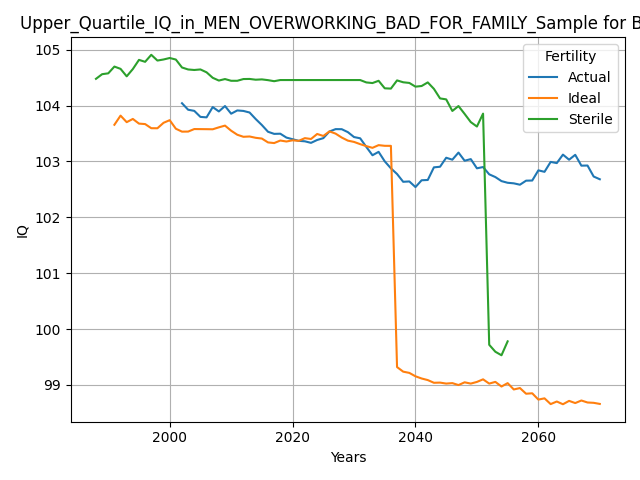 Upper_Quartile_IQ_in_MEN_OVERWORKING_BAD_FOR_FAMILY_Sample for B
105
104
103
102
101
100
99
IQ
Fertility
Actual
Ideal
Sterile
2000
2020
2040
2060
Years